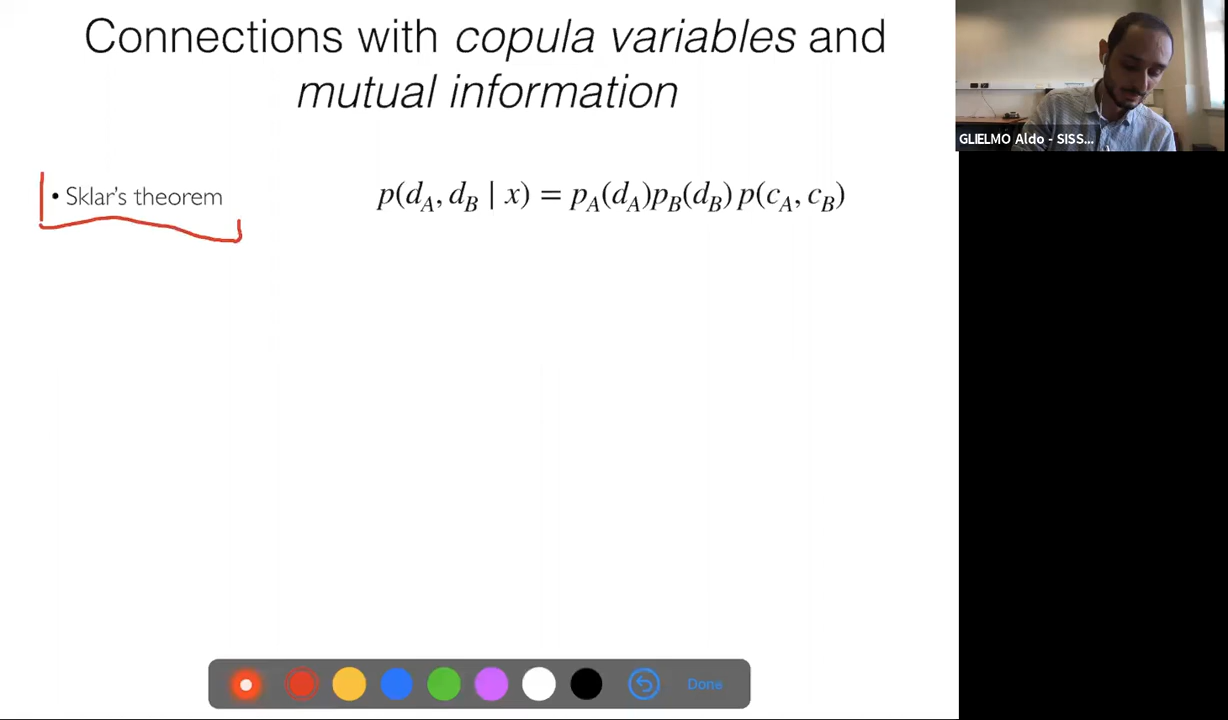 Connections with copula variables and
mutual information
• Sklar's theorem
p(d_A, d_B | x) = p_A(d_A)p_B(d_B) p(c_A, c_B)
GLIELMO Aldo - SISS...
Done